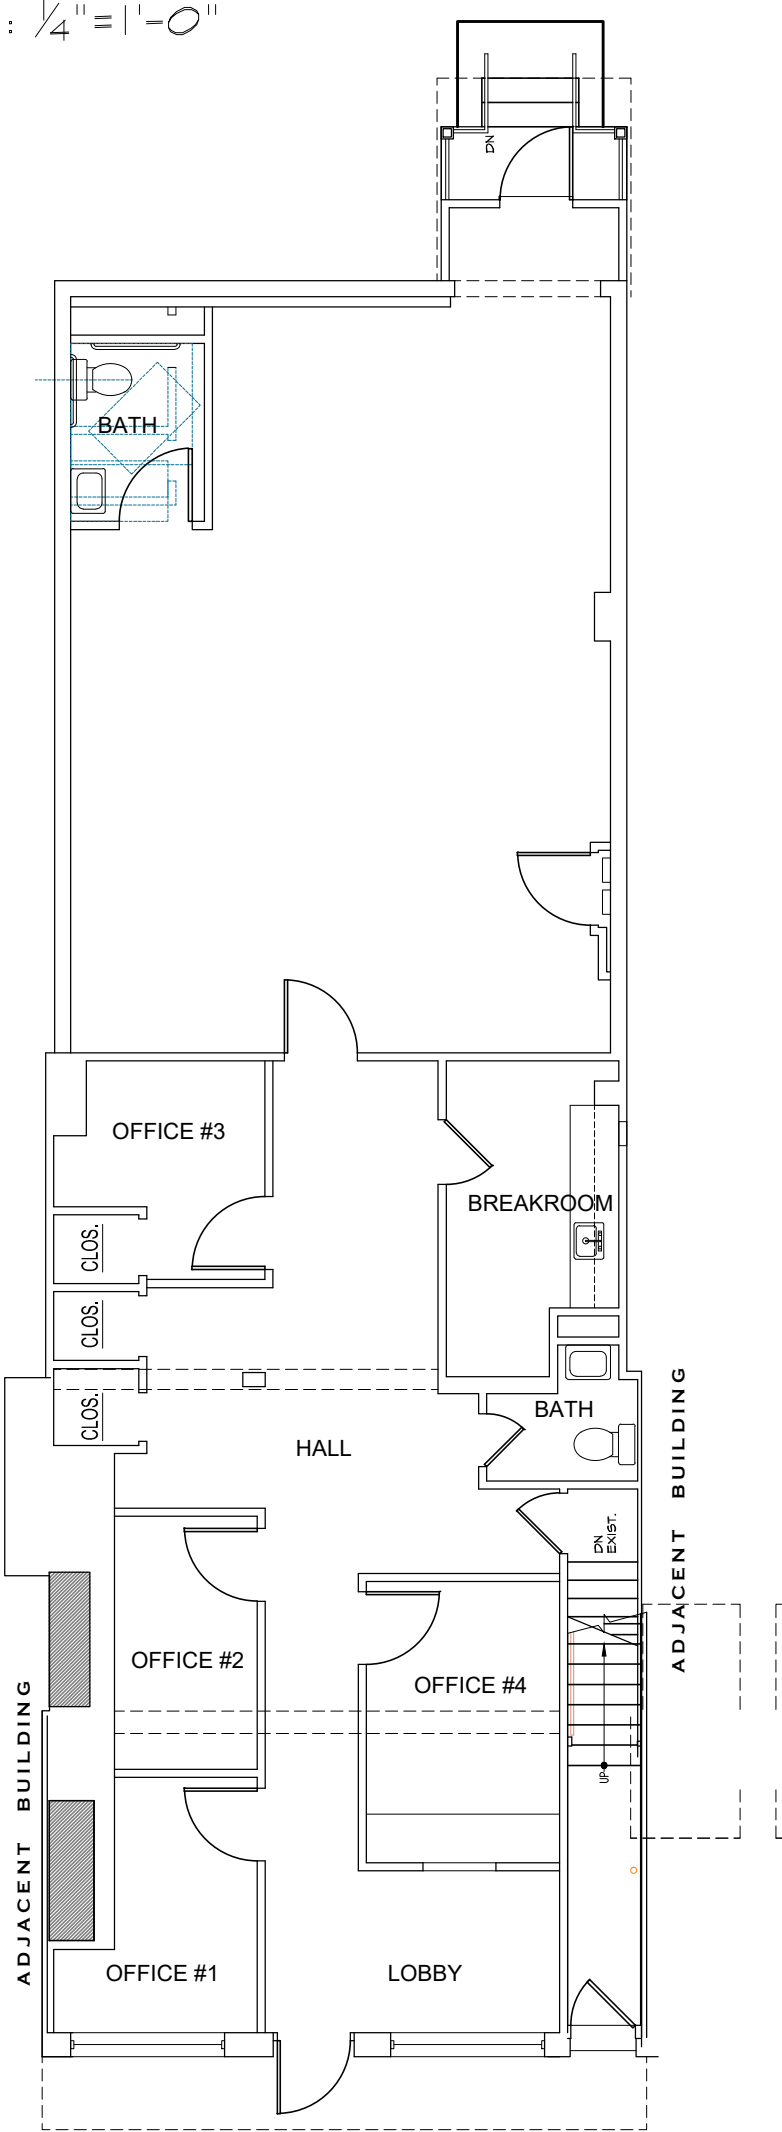 : 1/4"=1'-0"
DN
BATH
OFFICE #3
BREAKROOM
CLOS.
CLOS.
CLOS.
BATH
HALL
ADJACENT BUILDING
DN
EXIST.
OFFICE #2
OFFICE #4
UP
ADJACENT BUILDING
OFFICE #1
LOBBY